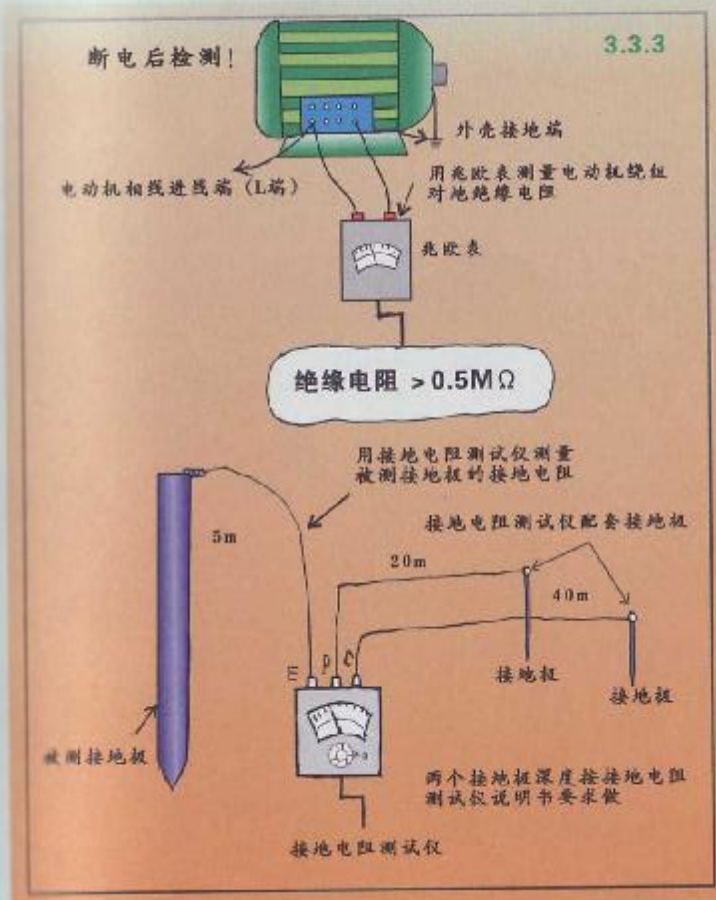 断电后检测!
3.3.3
外壳接地端
电动机相线进线端 (L端)
用兆欧表测量电动机绕组
对地绝缘电阻
兆欧表
绝缘电阻 >0.5MΩ
用接地电阻测试仪测量
被测接地极的接地电阻
5m
接地电阻测试仪配套接地极
20m
40m
E
P
C
接地极
接地极
被测接地极
两个接地极深度按接地电阻
测试仪说明书要求做
接地电阻测试仪